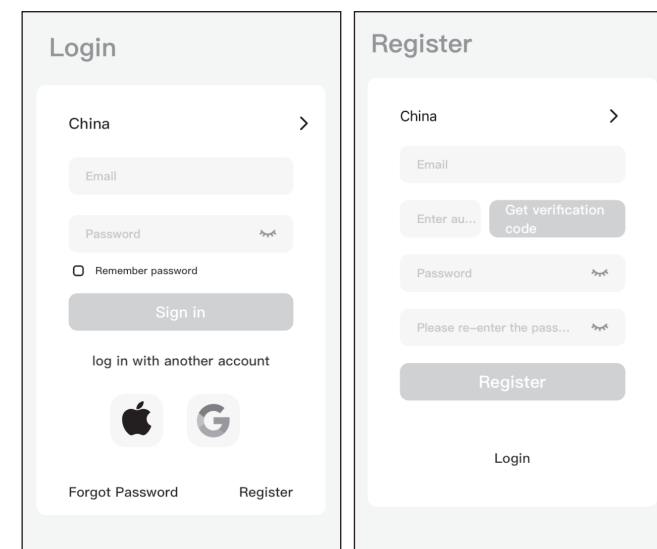 Login
China
Email
Password
Remember password
Sign in
log in with another account
Forgot Password
Register
Register
China
Email
Enter au...
Get verification
code
Password
Please re-enter the pass...
Register
Login